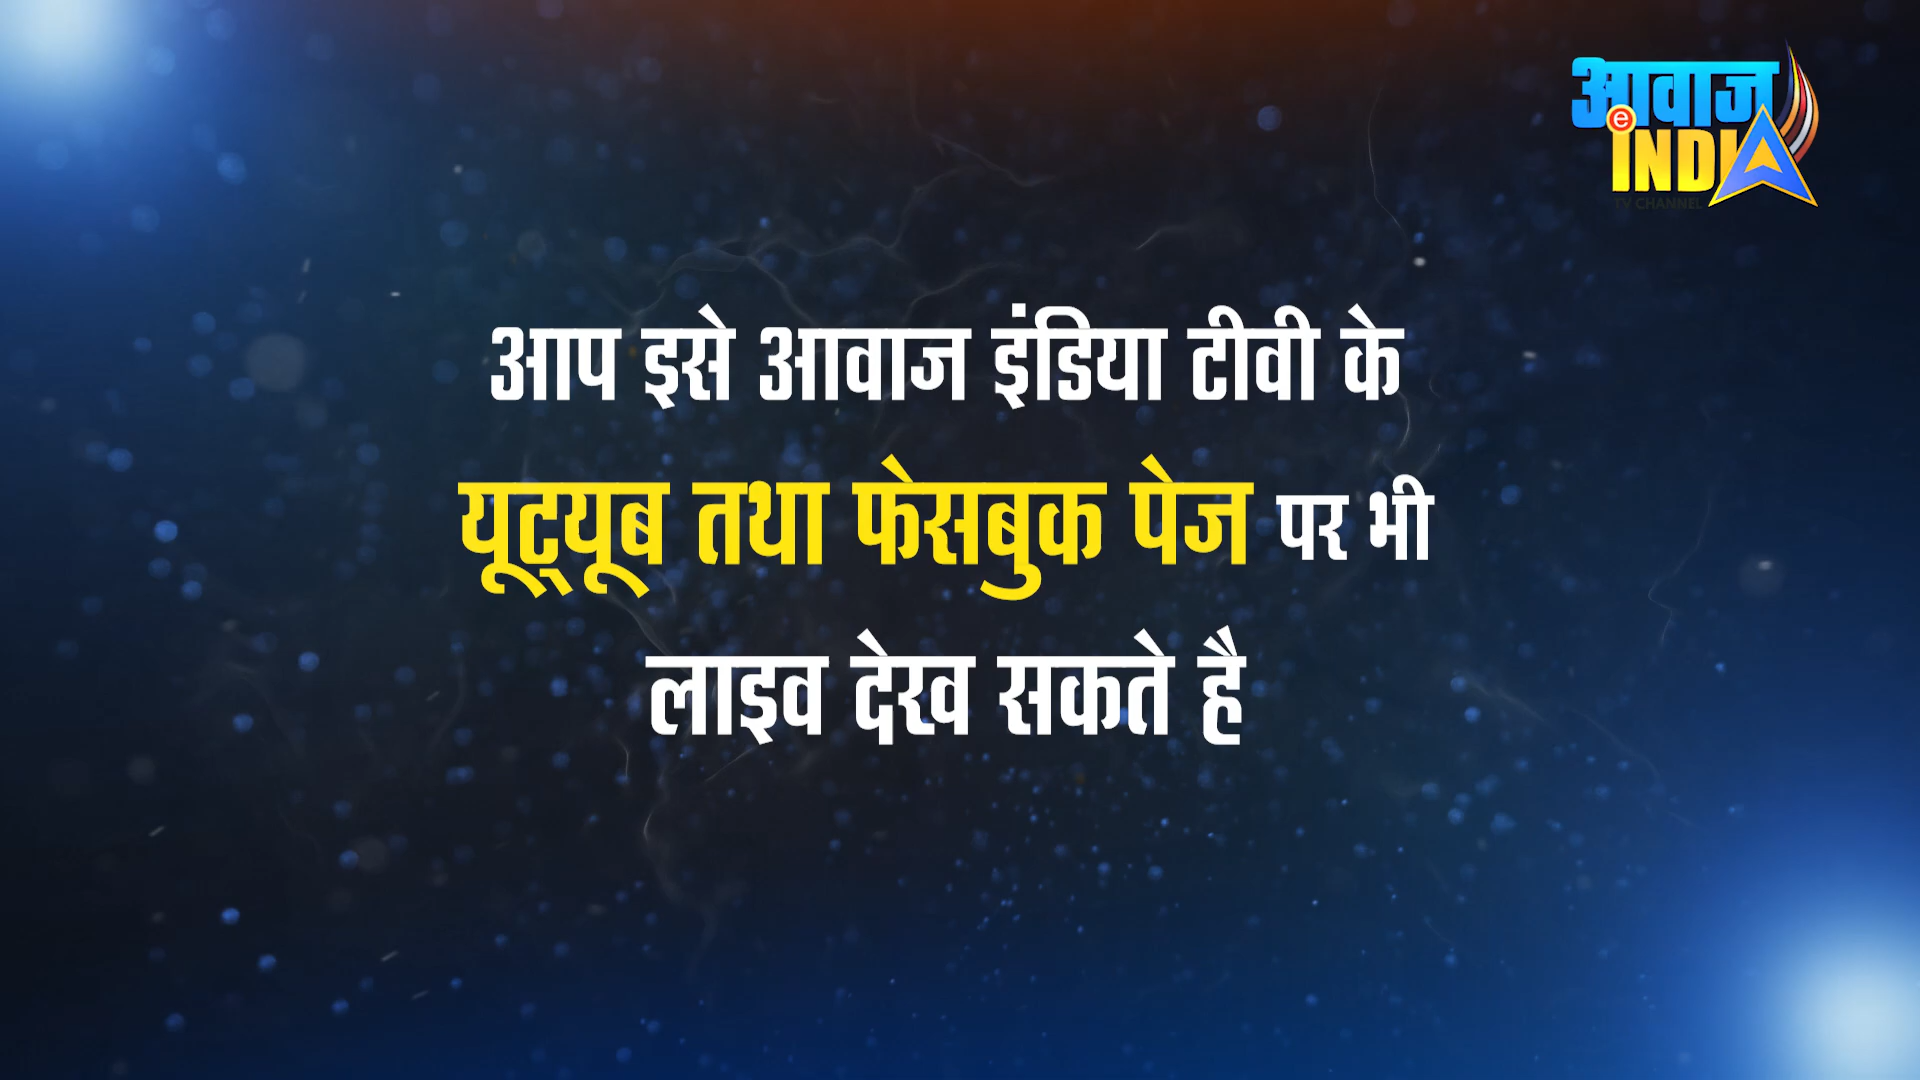 आवाज
e
INDIA
TV CHANNEL
आप इसे आवाज इंडिया टीवी के
यूट्यूब तथा फेसबुक पेज पर भी
लाइव देख सकते है